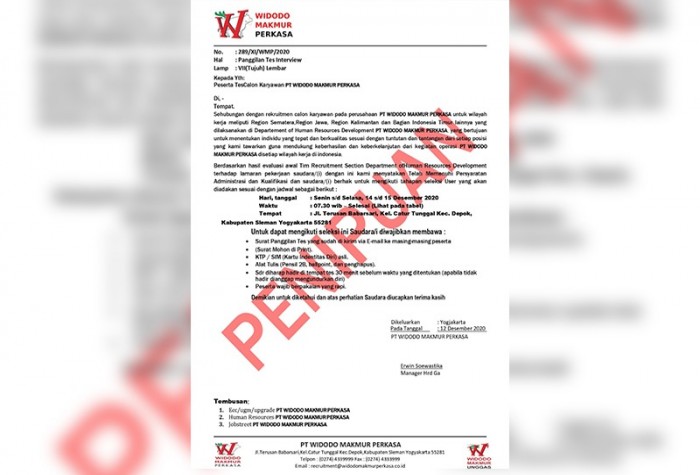 WIDODO
MAKMUR
PERKASA
No. : 289/XI/WMP/2020
Hal : Panggilan Tes Interview
Lamp : VII(Tujuh) Lembar
Kepada Yth:
Peserta TesCalon Karyawan PT WIDODO MAKMUR PERKASA
Di, -
Tempat.
Sehubungan dengan rekruitmen calon karyawan pada perusahaan PT WIDODO MAKMUR PERKASA untuk wilayah
kerja meliputi Region Sematera,Region Jawa, Region Kalimantan dan Bagian Indonesia Timur lainnya yang
dilaksanakan di Departement of Human Resources Development PT WIDODO MAKMUR PERKASA, yang bertujuan
untuk menentukan individu yang tepat dan berkualitas sesuai dengan tuntutan dan tantangan dari setiap posisi
yang kami tawarkan guna mendukung keberhasilan dan keberkelanjutan dari kegiatan operasi PT WIDODO
MAKMUR PERKASA disetiap wilayah kerja di indonesia.
Berdasarkan hasil evaluasi awal Tim Recruitment Section Department of Human Resources Development
terhadap lamaran pekerjaan saudara/(i) dengan ini kami menyatakan Telah Memenuhi Persyaratan
Administrasi dan Kualifikasi dan saudara/(i) berhak untuk mengikuti tahapan seleksi User yang akan
diadakan sesuai dengan jadwal sebagai berikut :
Hari, tanggal : Senin s/d Selasa, 14 s/d 15 Desember 2020
Waktu : 07.30 wib - Selesai (Lihat pada tabel)
Tempat : Jl. Terusan Babarsari, Kel. Catur Tunggal Kec. Depok,
Kabupaten Sleman Yogyakarta 55281
Untuk dapat mengikuti seleksi ini Saudara/i diwajibkan membawa :
• Surat Panggilan Tes yang sudah di kirim via E-mail ke masing-masing peserta
• (Surat Mohon di Print).
• KTP / SIM (Kartu Indentitas Diri) asli.
• Alat Tulis (Pensil 2B, ballpoint, dan penghapus).
• Sdr diharap hadir di tempat tes 30 menit sebelum waktu yang ditentukan (apabila tidak
hadir dianggap mengundurkan diri)
• Peserta wajib berpakaian yang rapi.
Demikian untuk diketahui dan atas perhatian Saudara diucapkan terima kasih
PENIPUAN
Dikeluarkan : Yogjakarta
Pada Tanggal : 12 Desember 2020
PT WIDODO MAKMUR PERKASA
Erwin Soewastika
Manager Hrd Ga
Tembusan:
1. Ecc/ugm/upgrade PT WIDODO MAKMUR PERKASA
2. Human Resources PT WIDODO MAKMUR PERKASA
3. Jobstreet PT WIDODO MAKMUR PERKASA
WIDODO
MAKMUR
PERKASA
PT WIDODO MAKMUR PERKASA
Jl.Terusan Babarsari,Kel.Catur Tunggal Kec.Depok,Kabupaten Sleman Yogyakarta 55281
Telpon : (0274) 4339999 Fax : (0274) 4339999
Email : recruitment@widodomakmurperkasa.co.id
WIDODO
MAKMUR
UNGGAS